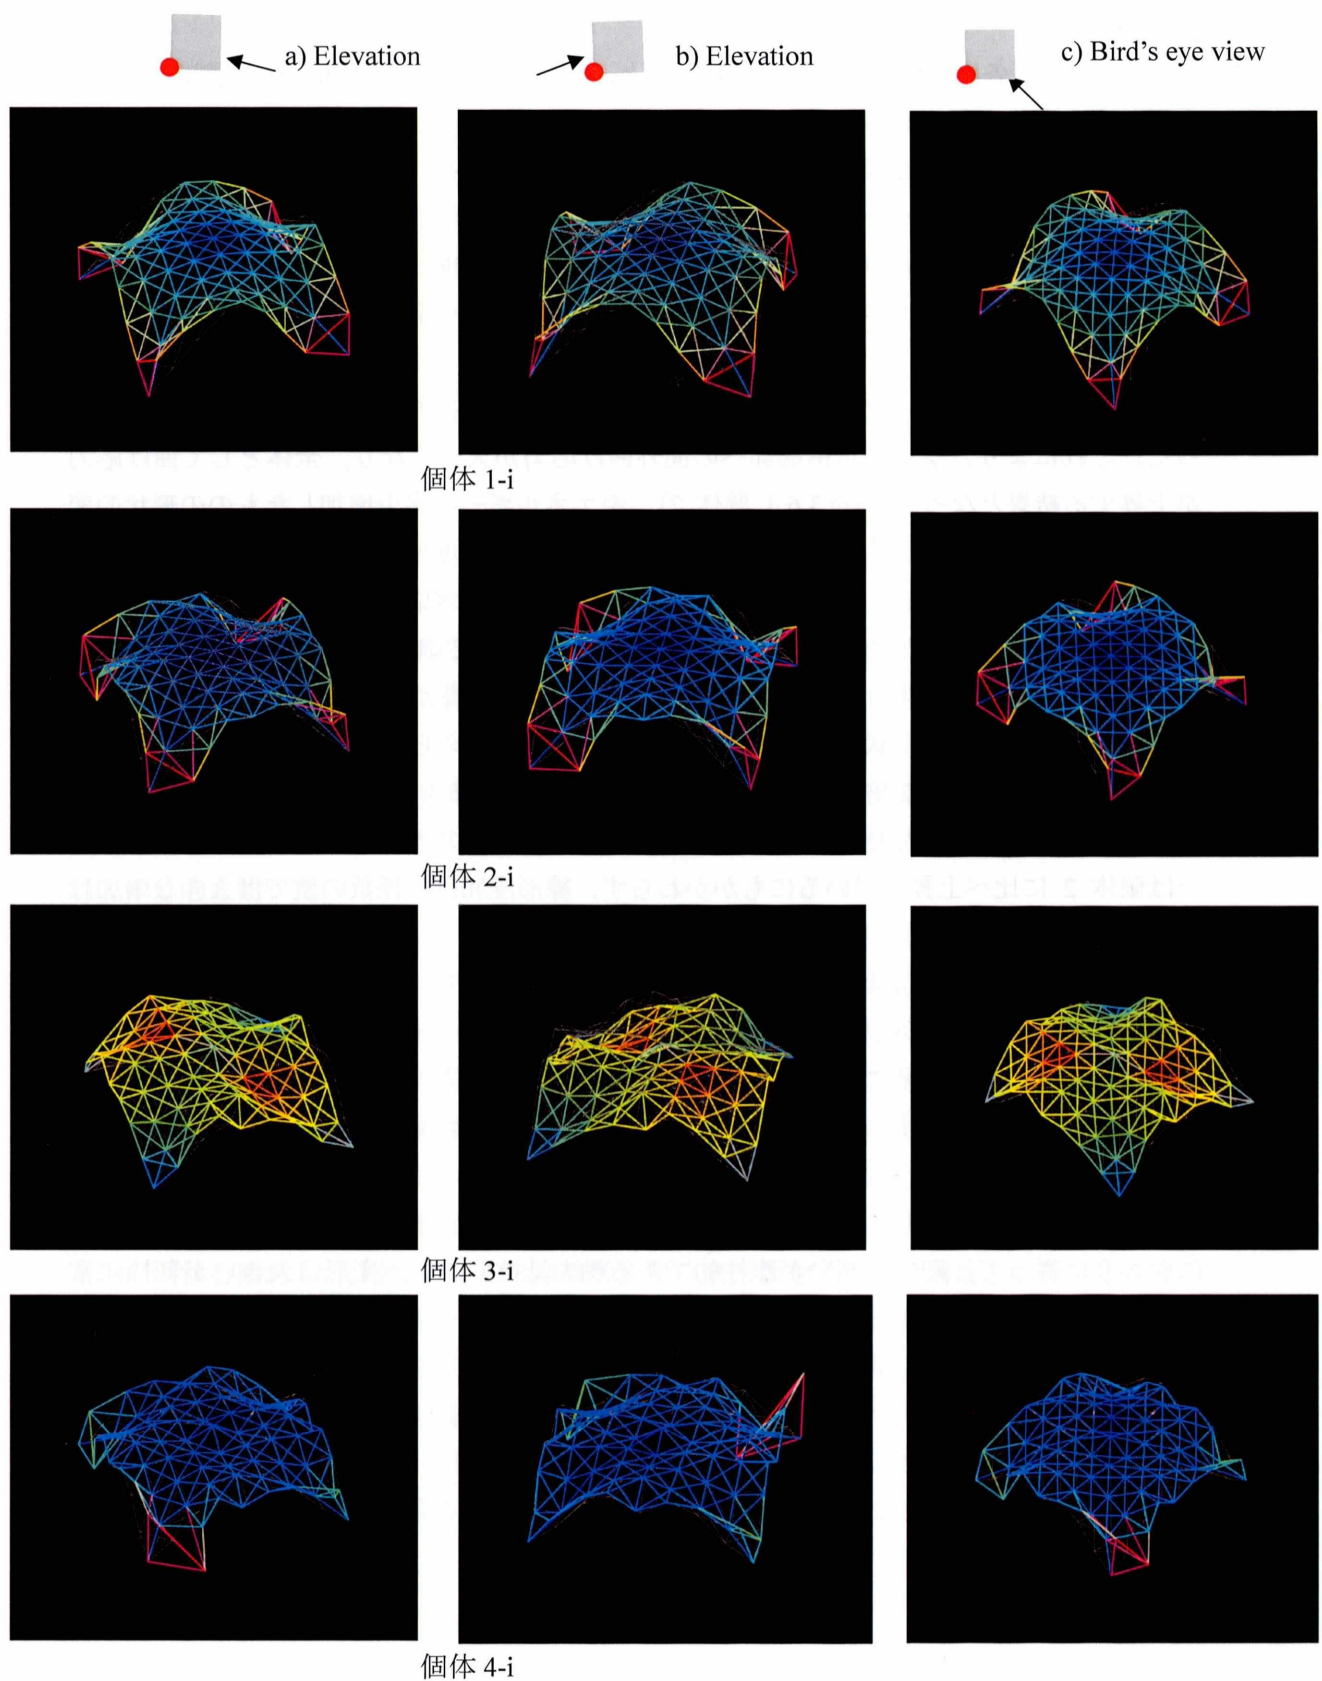 a) Elevation
b) Elevation
c) Bird's eye view
個体 1-i
個体 2-i
個体 3-i
個体 4-i